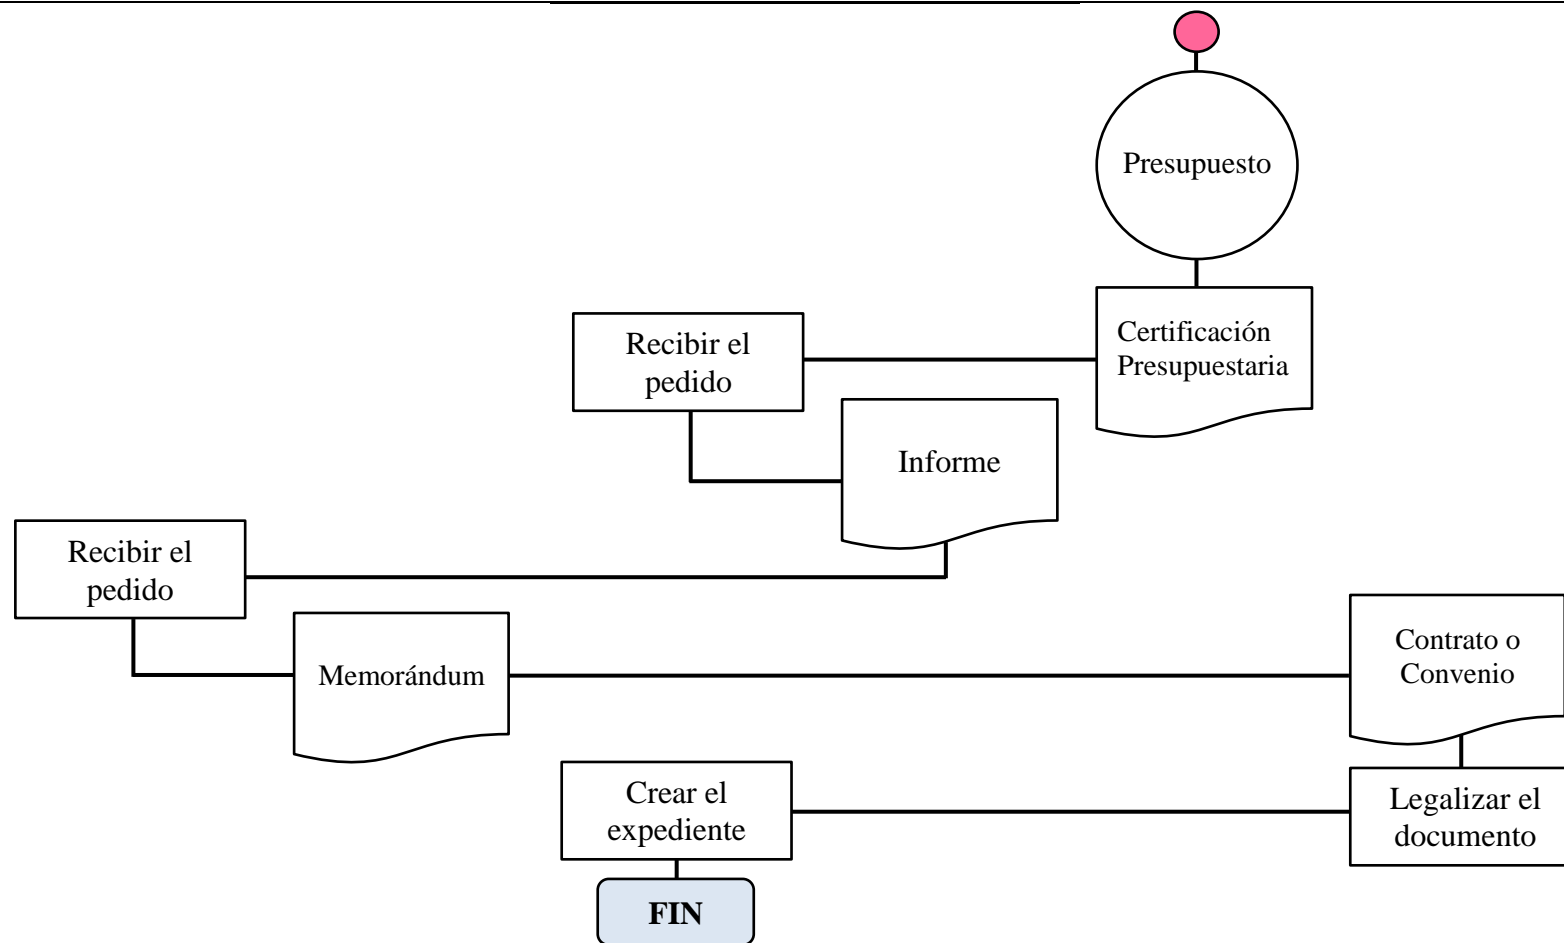 Presupuesto
Certificación
Presupuestaria
Recibir el
pedido
Informe
Recibir el
pedido
Memorándum
Contrato o
Convenio
Legalizar el
documento
Crear el
expediente
FIN